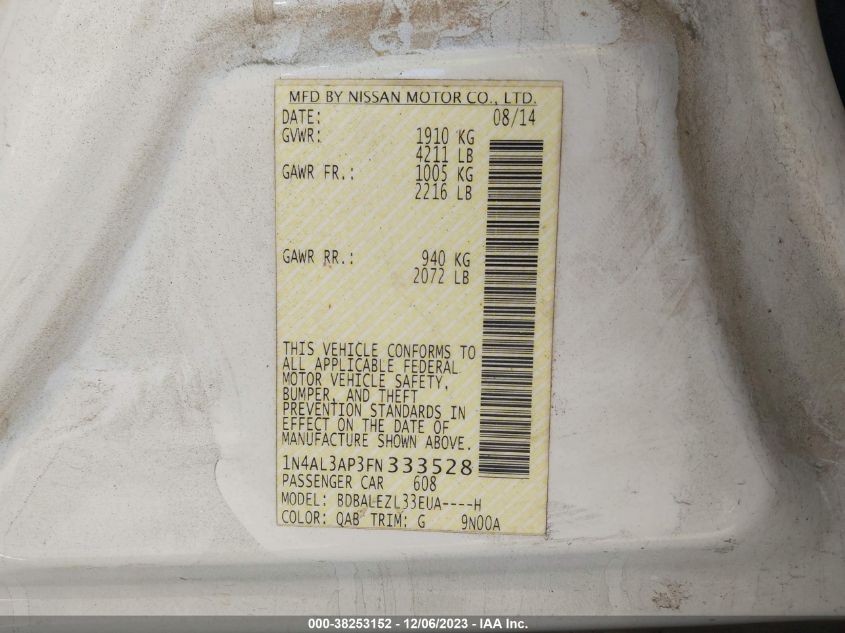 MFD BY NISSAN MOTOR CO., LTD.
DATE: 08/14
GVWR: 1910 KG
4211 LB
GAWR FR.: 1005 KG
2216 LB
GAWR RR.: 940 KG
2072 LB
THIS VEHICLE CONFORMS TO
ALL APPLICABLE FEDERAL
MOTOR VEHICLE SAFETY,
BUMPER, AND THEFT
PREVENTION STANDARDS IN
EFFECT ON THE DATE OF
MANUFACTURE SHOWN ABOVE.
1N4AL3AP3FN333528
PASSENGER CAR 608
MODEL: BDBALEZL33EUA----H
COLOR: QAB TRIM: G 9N00A
000-38253152 - 12/06/2023 - IAA Inc.